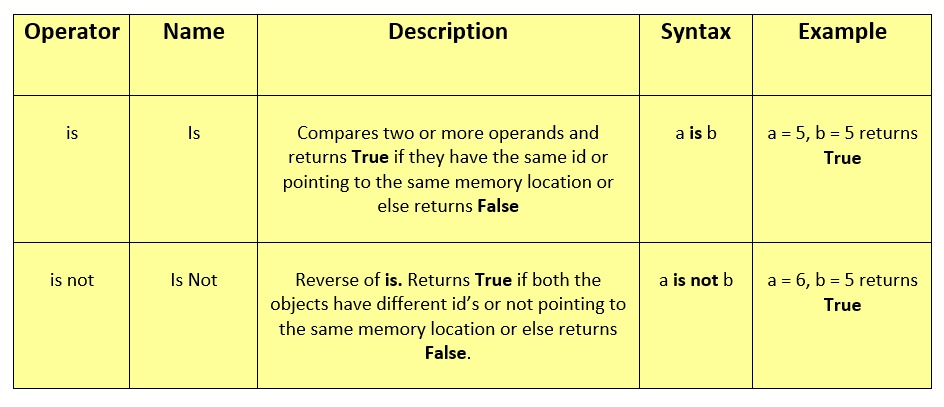 Operator Name Description Syntax Example
is Is Compares two or more operands and a is b a = 5, b = 5 returns
returns True if they have the same id or True
pointing to the same memory location or
else returns False
is not Is Not Reverse of is. Returns True if both the a is not b a = 6, b = 5 returns
objects have different id’s or not pointing to True
the same memory location or else returns
False.